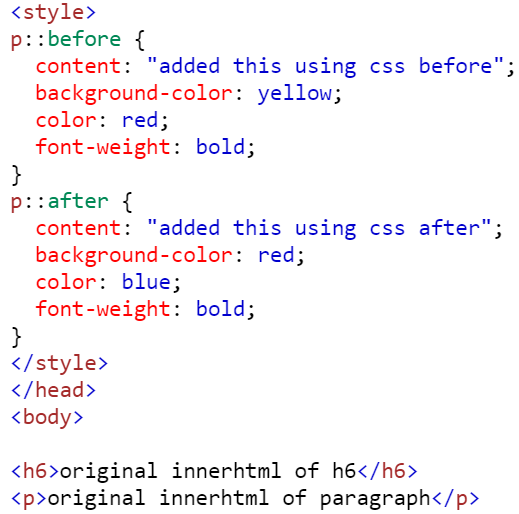 <style>
p::before {
  content: "added this using css before";
  background-color: yellow;
  color: red;
  font-weight: bold;
}
p::after {
  content: "added this using css after";
  background-color: red;
  color: blue;
  font-weight: bold;
}
</style>
</head>
<body>

<h6>original innerhtml of h6</h6>
<p>original innerhtml of paragraph</p>